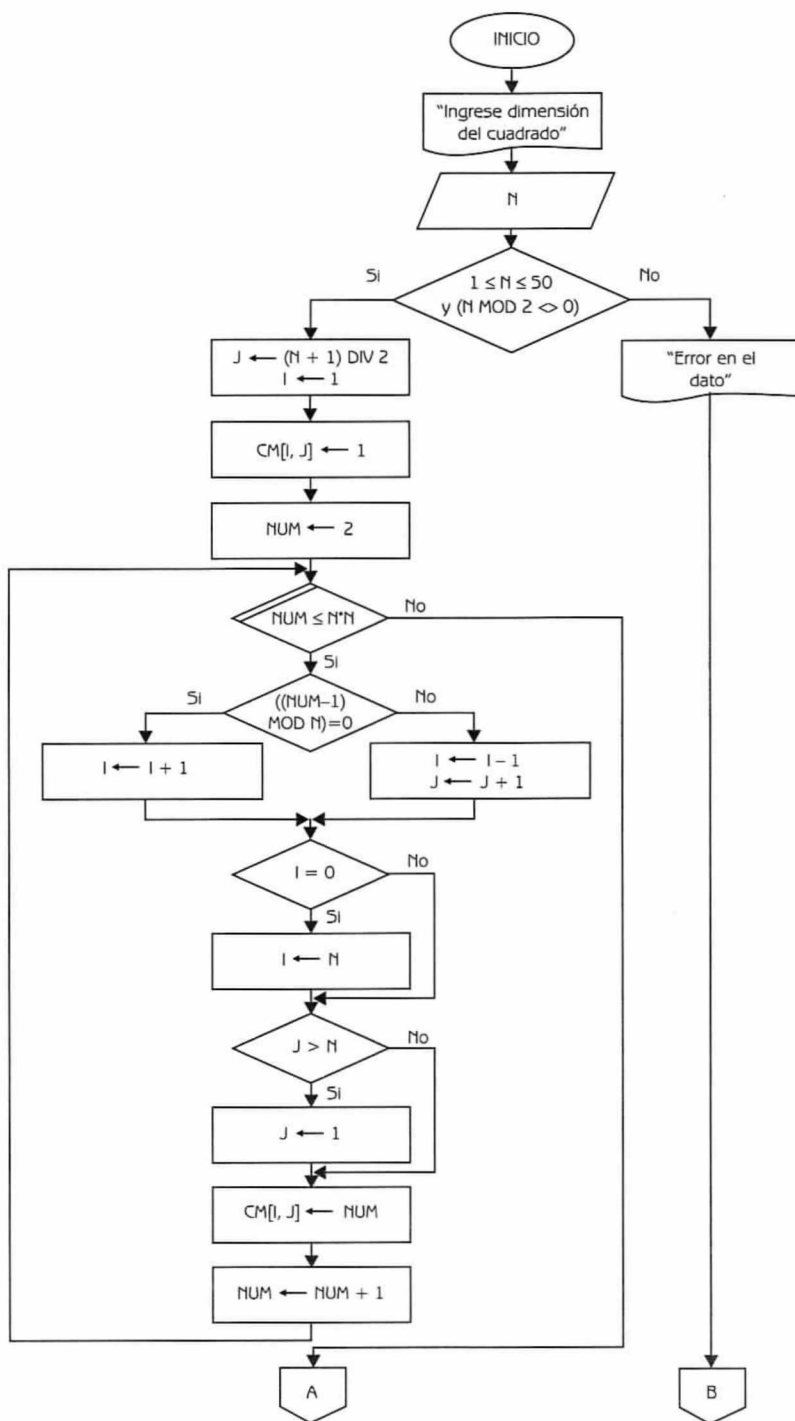 INICIO
“Ingrese dimensión
del cuadrado”
N
Si
1 ≤ N ≤ 50
y (N MOD 2 <> 0)
No
J ← (N + 1) DIV 2
I ← 1
“Error en el
dato”
CM[I, J] ← 1
NUM ← 2
NUM ≤ N*N
No
Si
Si
((NUM–1)
MOD N)=0
No
I ← I + 1
I ← I – 1
J ← J + 1
I = 0
No
Si
I ← N
J > N
No
Si
J ← 1
CM[I, J] ← NUM
NUM ← NUM + 1
A
B